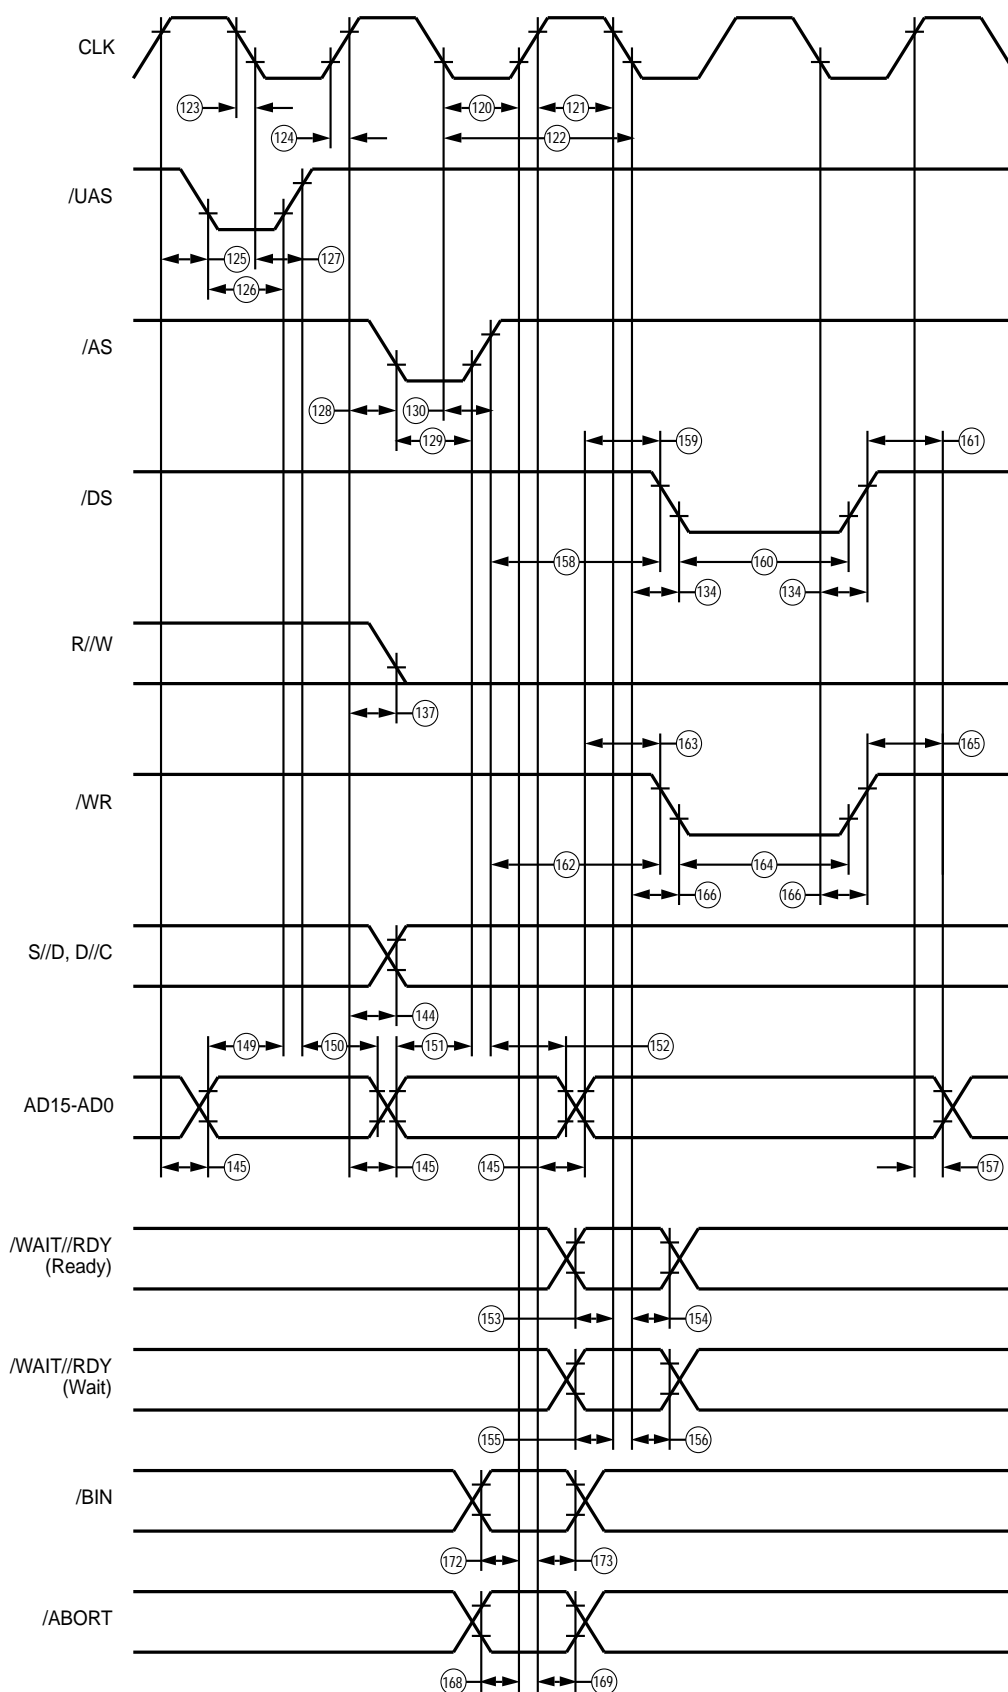 CLK
123
120
121
124
122
/UAS
125
127
126
/AS
128
130
129
159
161
/DS
158
160
134
134
R//W
137
163
165
/WR
162
164
166
166
S//D, D//C
144
149
150
151
152
AD15-AD0
145
145
145
157
/WAIT//RDY
(Ready)
153
154
/WAIT//RDY
(Wait)
155
156
/BIN
172
173
/ABORT
168
169